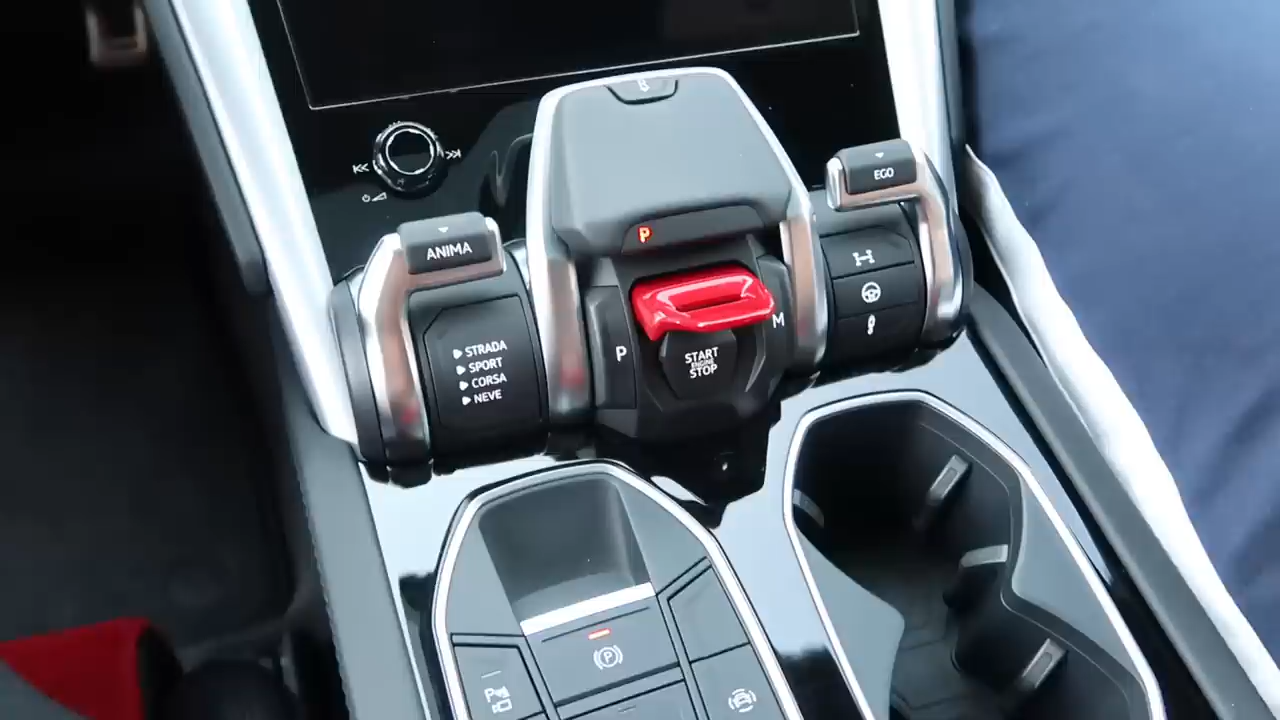 ANIMA
STRADA
SPORT
CORSA
NEVE
P
P
START
ENGINE
STOP
M
EGO
P
P